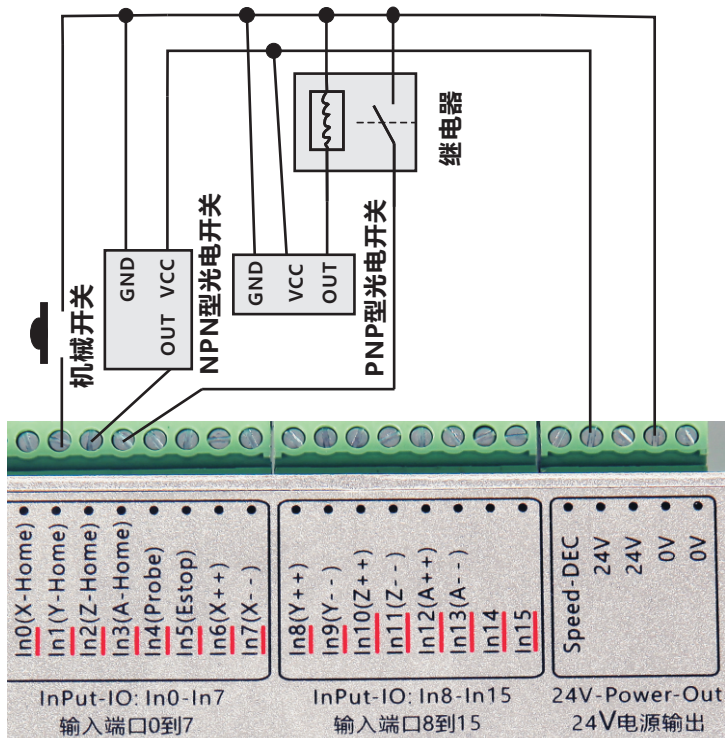 继电器
机械开关
GND
VCC
OUT
NPN型光电开关
GND
VCC
OUT
PNP型光电开关
In0(X-Home)
In1(Y-Home)
In2(Z-Home)
In3(A-Home)
In4(Probe)
In5(Estop)
In6(X++)
In7(X--)
In8(Y++)
In9(Y--)
In10(Z++)
In11(Z--)
In12(A++)
In13(A--)
In14
In15
Speed-DEC
24V
24V
0V
0V
InPut-IO: In0-In7
输入端口0到7
InPut-IO: In8-In15
输入端口8到15
24V-Power-Out
24V电源输出